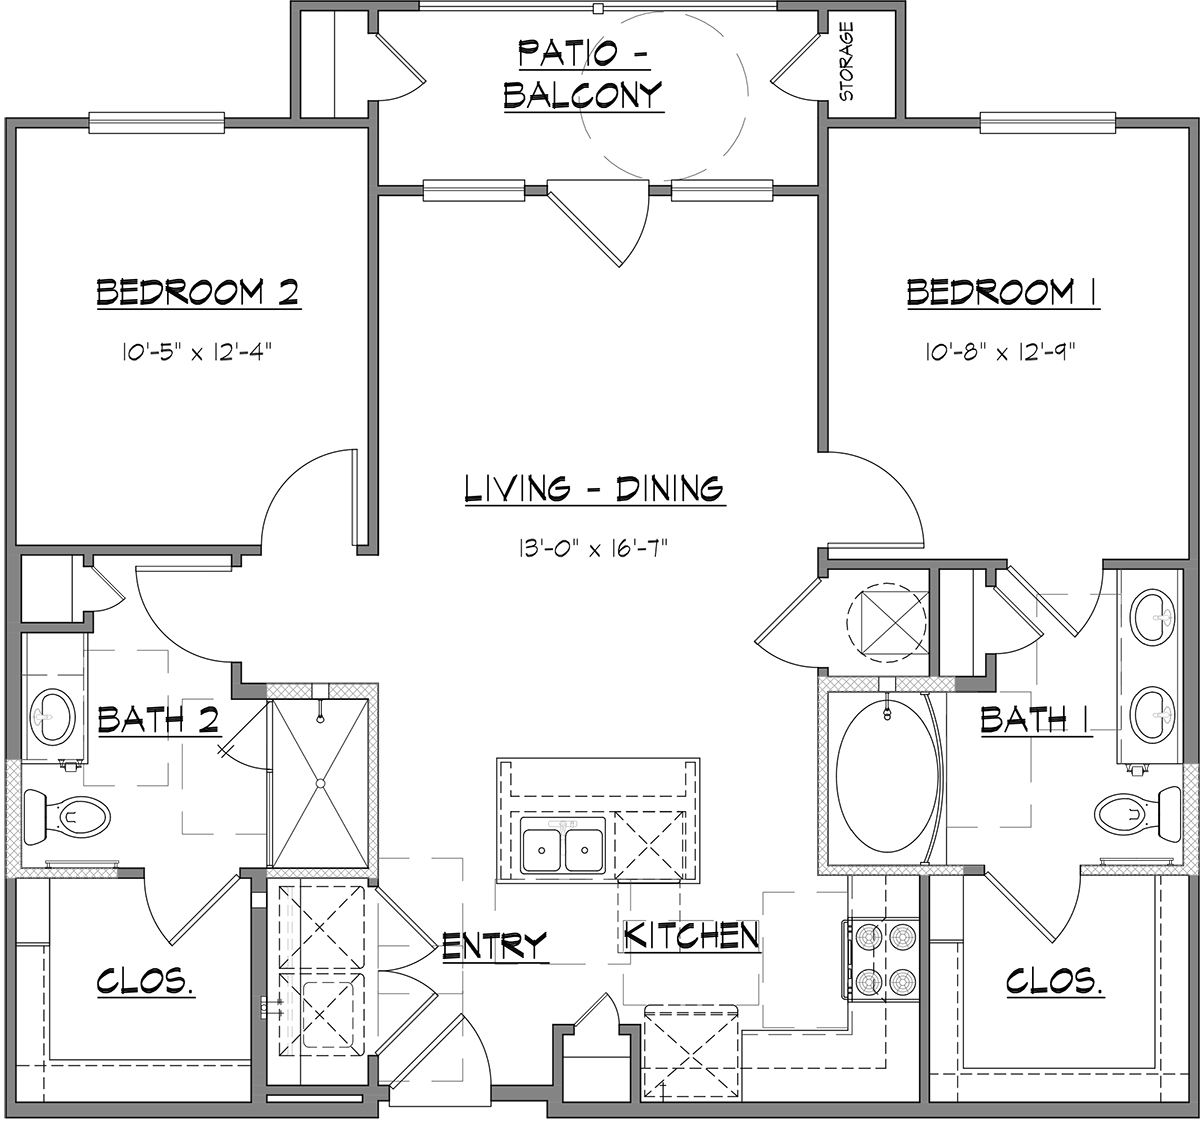 PATIO -
BALCONY
STORAGE
BEDROOM 2
10'-5" x 12'-4"
BEDROOM 1
10'-8" x 12'-9"
LIVING - DINING
13'-0" x 16'-7"
BATH 2
BATH 1
ENTRY
KITCHEN
CLOS.
CLOS.